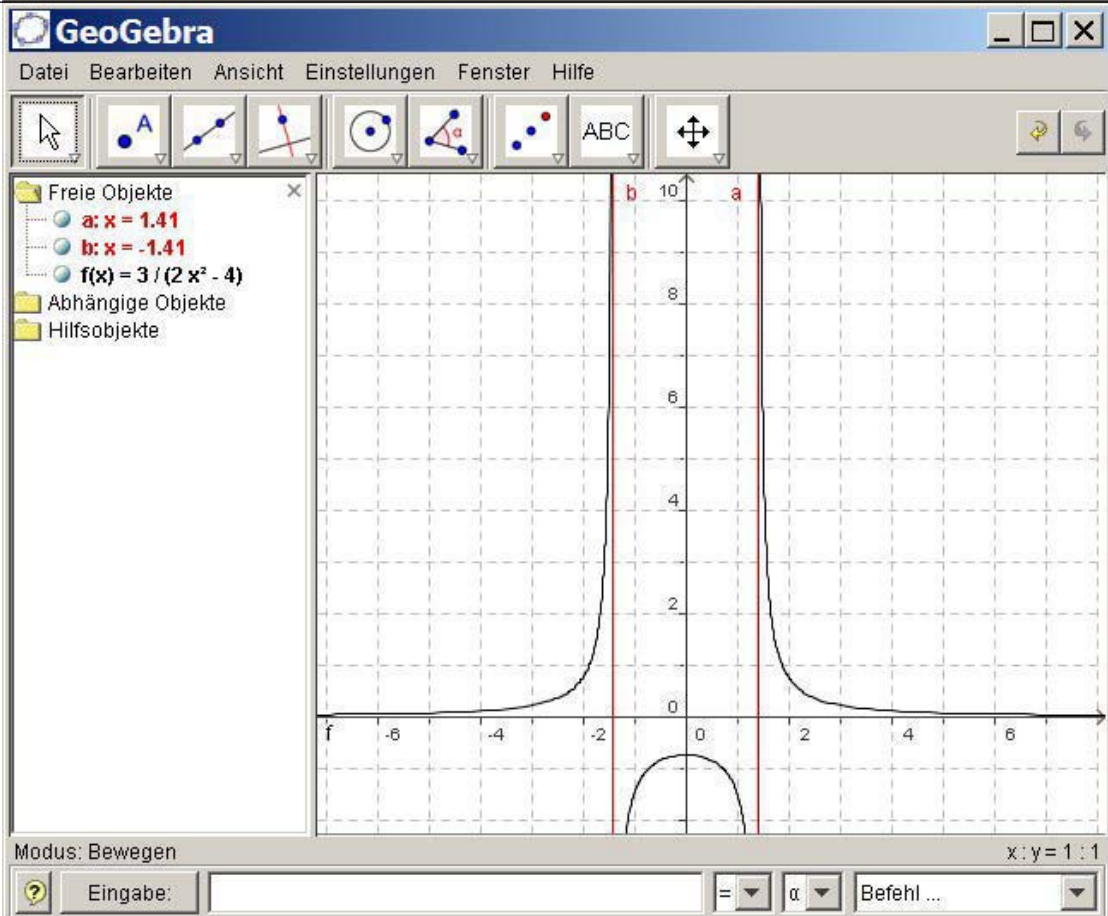 GeoGebra
Datei Bearbeiten Ansicht Einstellungen Fenster Hilfe
A α ABC
Freie Objekte
a: x = 1.41
b: x = -1.41
f(x) = 3 / (2 x² - 4)
Abhängige Objekte
Hilfsobjekte
b 10 a
8
6
4
2
0
f -6 -4 -2 0 2 4 6
Modus: Bewegen x : y = 1 : 1
? Eingabe: = α Befehl ...